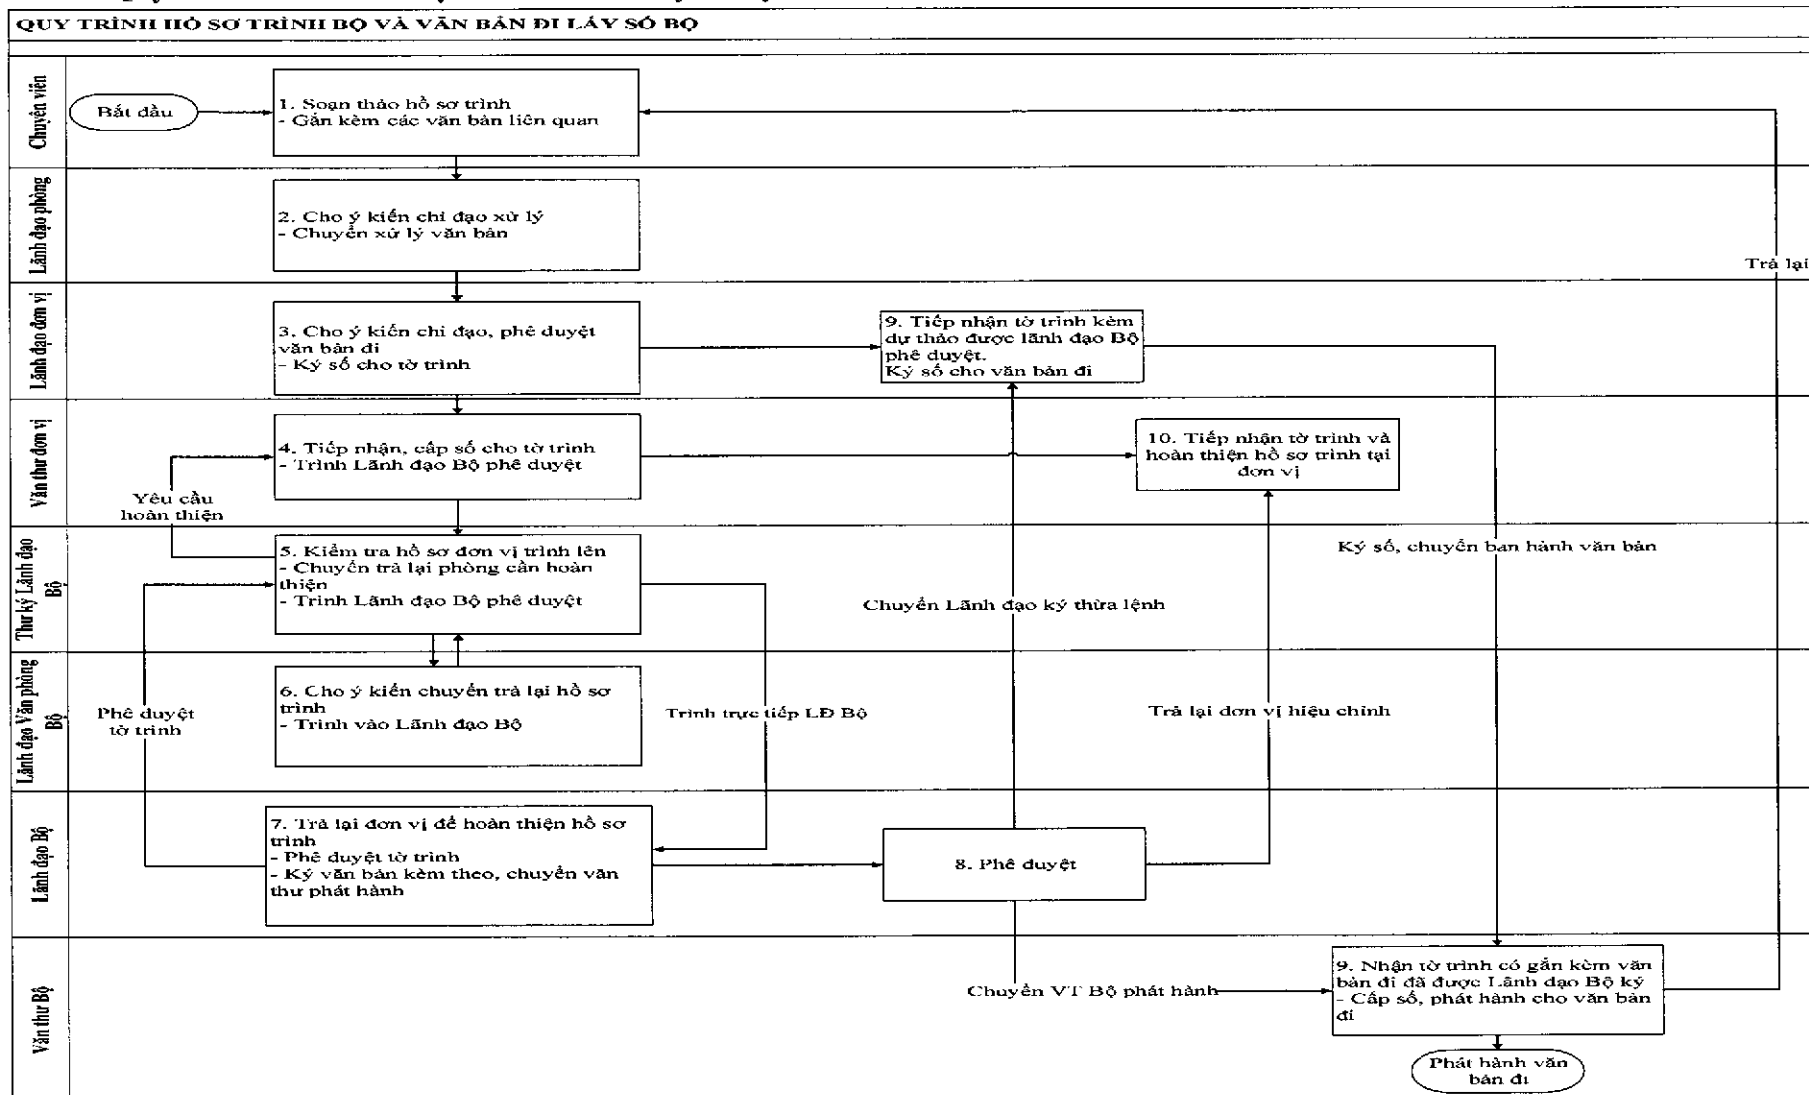 QUY TRÌNH HỒ SƠ TRÌNH BỘ VÀ VĂN BẢN ĐI LẤY SỐ BỘ
Chuyên viên
Bắt đầu
1. Soạn thảo hồ sơ trình
- Gắn kèm các văn bản liên quan
Lãnh đạo phòng
2. Cho ý kiến chỉ đạo xử lý
- Chuyển xử lý văn bản
Trả lại
Lãnh đạo đơn vị
3. Cho ý kiến chỉ đạo, phê duyệt
văn bản đi
- Ký số cho tờ trình
9. Tiếp nhận tờ trình kèm
dự thảo được lãnh đạo Bộ
phê duyệt.
Ký số cho văn bản đi
Văn thư đơn vị
4. Tiếp nhận, cấp số cho tờ trình
- Trình Lãnh đạo Bộ phê duyệt
10. Tiếp nhận tờ trình và
hoàn thiện hồ sơ trình tại
đơn vị
Yêu cầu
hoàn thiện
Thư ký Lãnh đạo
Bộ
5. Kiểm tra hồ sơ đơn vị trình lên
- Chuyển trả lại phòng cần hoàn
thiện
- Trình Lãnh đạo Bộ phê duyệt
Ký số, chuyển ban hành văn bản
Chuyển Lãnh đạo ký thừa lệnh
Lãnh đạo Văn phòng
Bộ
6. Cho ý kiến chuyển trả lại hồ sơ
trình
- Trình vào Lãnh đạo Bộ
Phê duyệt
tờ trình
Trình trực tiếp LĐ Bộ
Trả lại đơn vị hiệu chỉnh
Lãnh đạo Bộ
7. Trả lại đơn vị để hoàn thiện hồ sơ
trình
- Phê duyệt tờ trình
- Ký văn bản kèm theo, chuyển văn
thư phát hành
8. Phê duyệt
Văn thư Bộ
Chuyển VT Bộ phát hành
9. Nhận tờ trình có gắn kèm văn
bản đi đã được Lãnh đạo Bộ ký
- Cấp số, phát hành cho văn bản
đi
Phát hành văn
bản đi